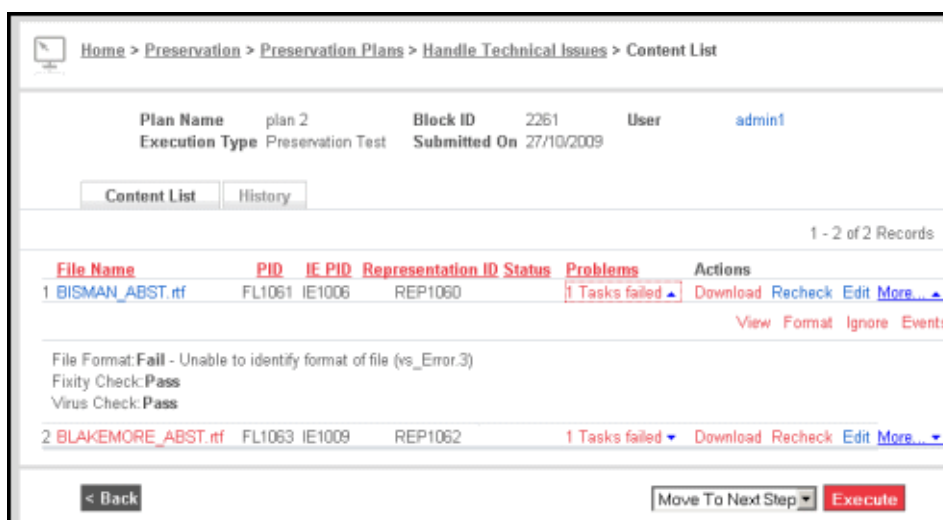 Home > Preservation > Preservation Plans > Handle Technical Issues > Content List
Plan Name plan 2 Block ID 2261 User admin1
Execution Type Preservation Test Submitted On 27/10/2009
Content List History
1 - 2 of 2 Records
File Name PID IE PID Representation ID Status Problems Actions
1 BISMAN_ABST.rtf FL1061 IE1006 REP1060 1 Tasks failed Download Recheck Edit More...
View Format Ignore Events
File Format:Fail - Unable to identify format of file (vs_Error.3)
Fixity Check:Pass
Virus Check:Pass
2 BLAKEMORE_ABST.rtf FL1063 IE1009 REP1062 1 Tasks failed Download Recheck Edit More...
< Back Move To Next Step Execute